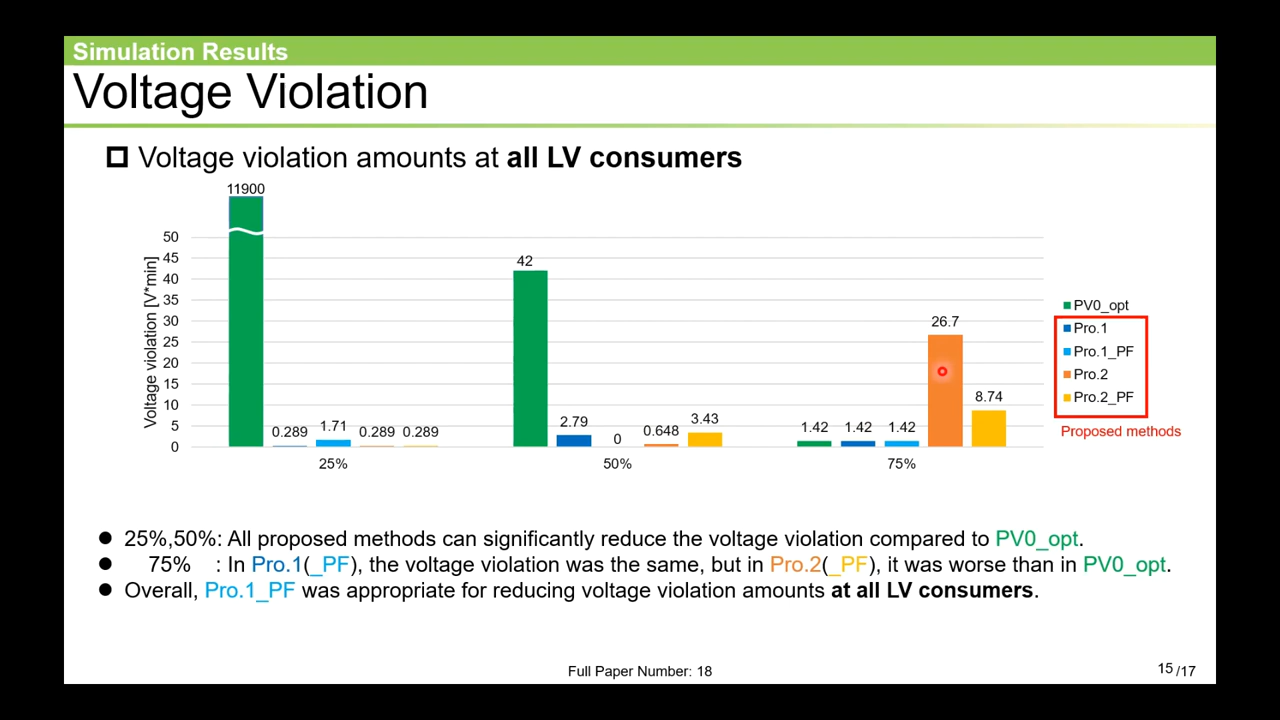 Simulation Results
Voltage Violation
Voltage violation amounts at all LV consumers
11900
50
45
40
35
30
25
20
15
10
5
0
Voltage violation [V*min]
0.289
1.71
0.289
0.289
42
2.79
0
0.648
3.43
1.42
1.42
1.42
26.7
8.74
25%
50%
75%
PV0_opt
Pro.1
Pro.1_PF
Pro.2
Pro.2_PF
Proposed methods
● 25%,50%: All proposed methods can significantly reduce the voltage violation compared to PV0_opt.
● 75% : In Pro.1(_PF), the voltage violation was the same, but in Pro.2(_PF), it was worse than in PV0_opt.
● Overall, Pro.1_PF was appropriate for reducing voltage violation amounts at all LV consumers.
Full Paper Number: 18
15/17